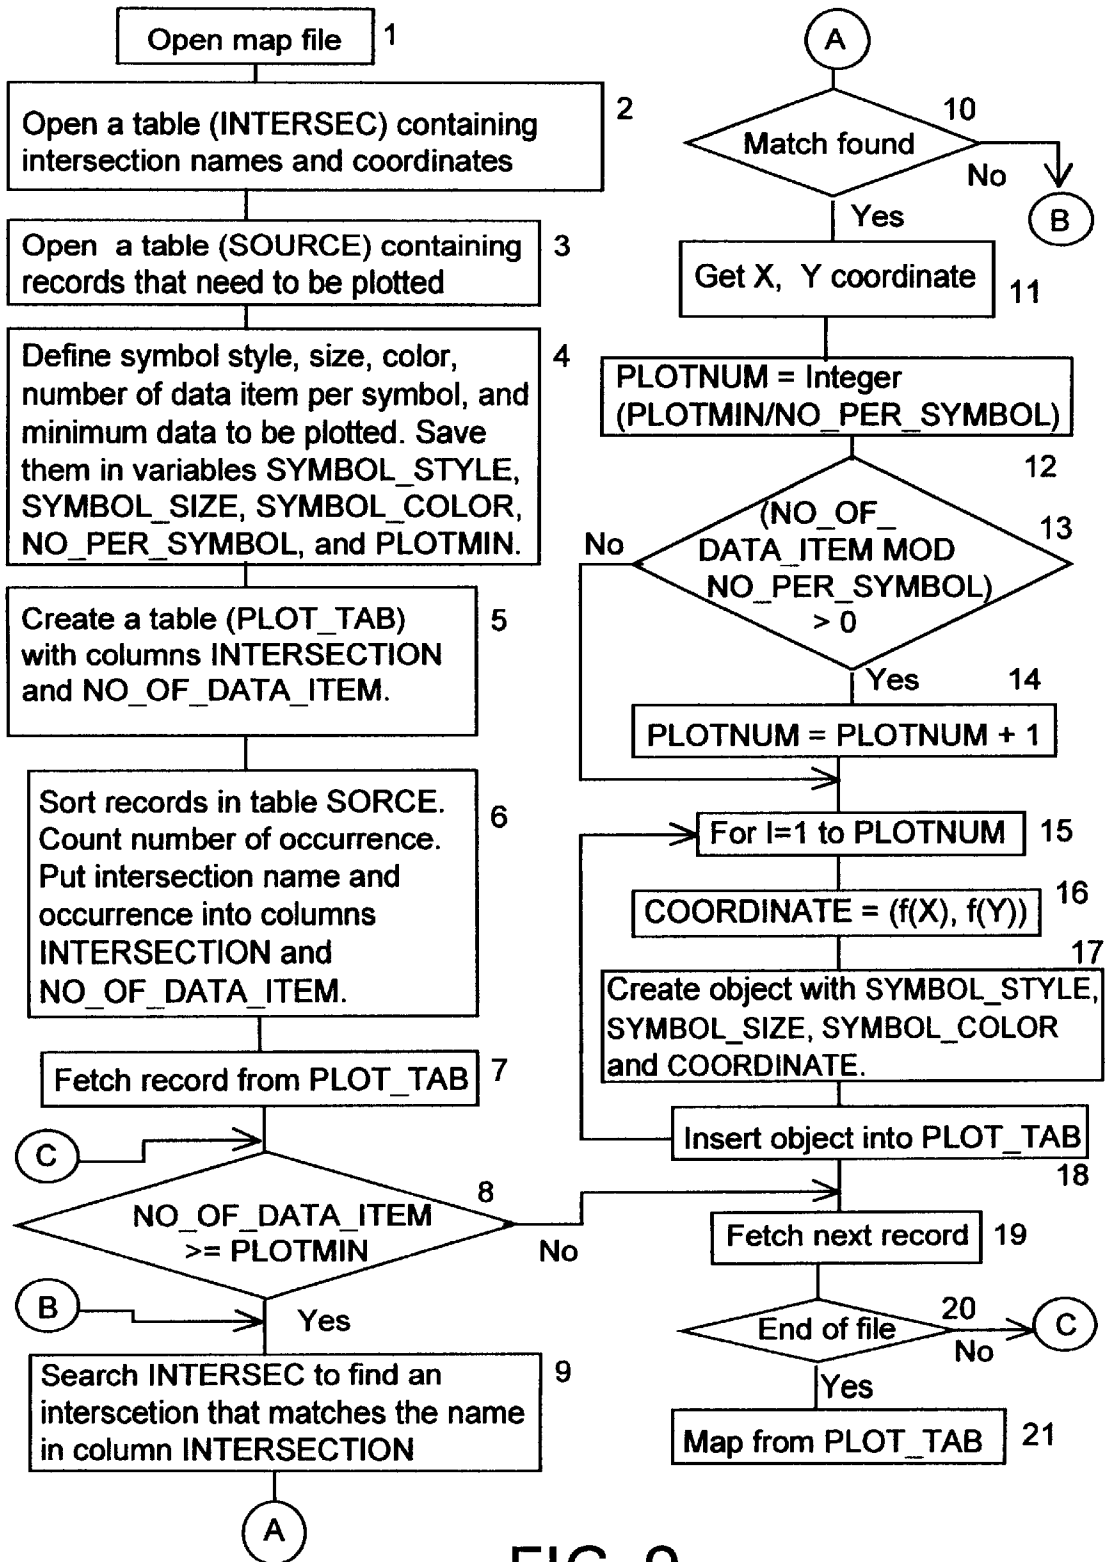 Open map file
1
Open a table (INTERSEC) containing
intersection names and coordinates
2
Open a table (SOURCE) containing
records that need to be plotted
3
Define symbol style, size, color,
number of data item per symbol, and
minimum data to be plotted. Save
them in variables SYMBOL_STYLE,
SYMBOL_SIZE, SYMBOL_COLOR,
NO_PER_SYMBOL, and PLOTMIN.
4
Create a table (PLOT_TAB)
with columns INTERSECTION
and NO_OF_DATA_ITEM.
5
Sort records in table SORCE.
Count number of occurrence.
Put intersection name and
occurrence into columns
INTERSECTION and
NO_OF_DATA_ITEM.
6
Fetch record from PLOT_TAB
7
C
NO_OF_DATA_ITEM
>= PLOTMIN
8
No
B
Yes
Search INTERSEC to find an
interscetion that matches the name
in column INTERSECTION
9
A
A
Match found
10
No
B
Yes
Get X, Y coordinate
11
PLOTNUM = Integer
(PLOTMIN/NO_PER_SYMBOL)
12
(NO_OF_
DATA_ITEM MOD
NO_PER_SYMBOL)
> 0
13
No
Yes
14
PLOTNUM = PLOTNUM + 1
For I=1 to PLOTNUM
15
COORDINATE = (f(X), f(Y))
16
17
Create object with SYMBOL_STYLE,
SYMBOL_SIZE, SYMBOL_COLOR
and COORDINATE.
Insert object into PLOT_TAB
18
Fetch next record
19
End of file
20
No
C
Yes
Map from PLOT_TAB
21